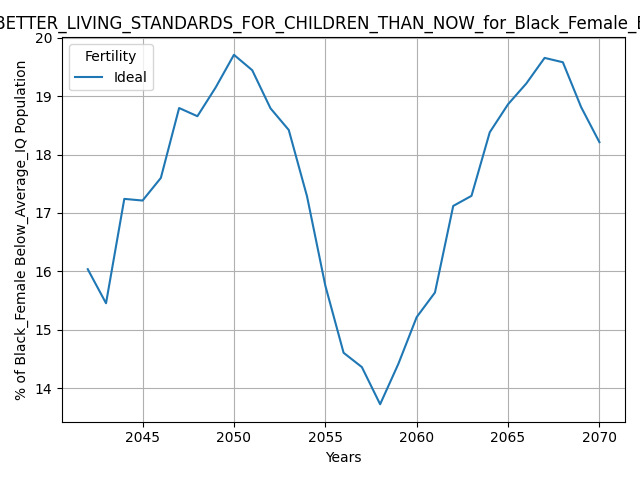 BETTER_LIVING_STANDARDS_FOR_CHILDREN_THAN_NOW_for_Black_Female_B
Fertility
Ideal
20
19
18
17
16
15
14
% of Black_Female Below_Average_IQ Population
2045 2050 2055 2060 2065 2070
Years